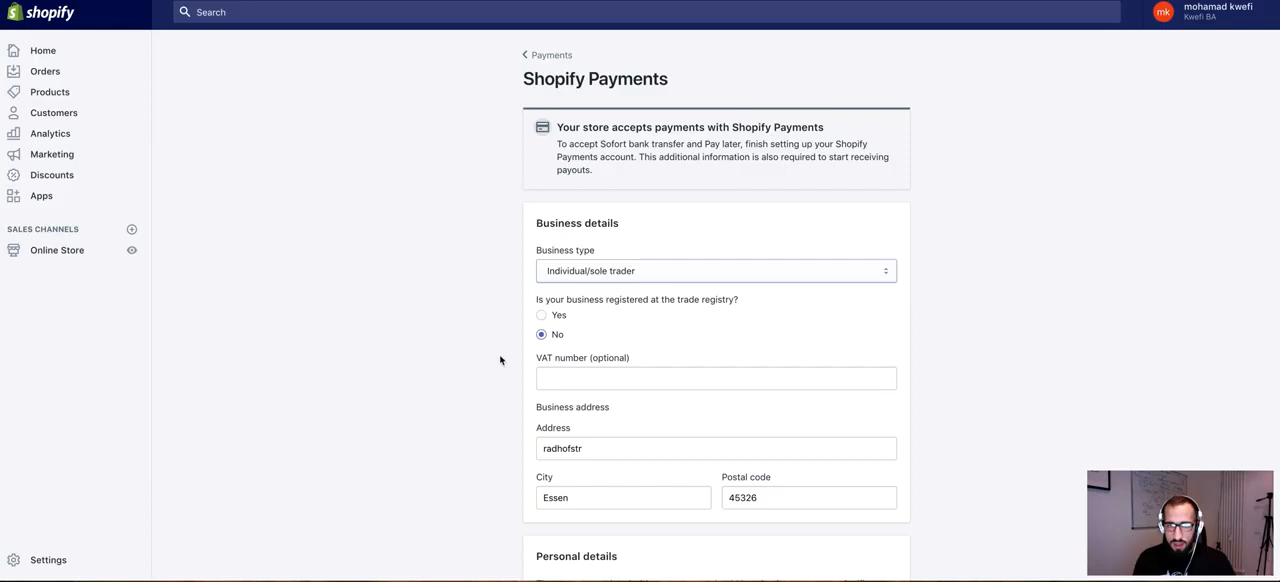 shopify
Search
mk
mohamad kwefi
Kwefi BA
Home
Orders
Products
Customers
Analytics
Marketing
Discounts
Apps
SALES CHANNELS
Online Store
Settings
Payments
Shopify Payments
Your store accepts payments with Shopify Payments
To accept Sofort bank transfer and Pay later, finish setting up your Shopify
Payments account. This additional information is also required to start receiving
payouts.
Business details
Business type
Individual/sole trader
Is your business registered at the trade registry?
Yes
No
VAT number (optional)
Business address
Address
radhofstr
City
Postal code
Essen
45326
Personal details